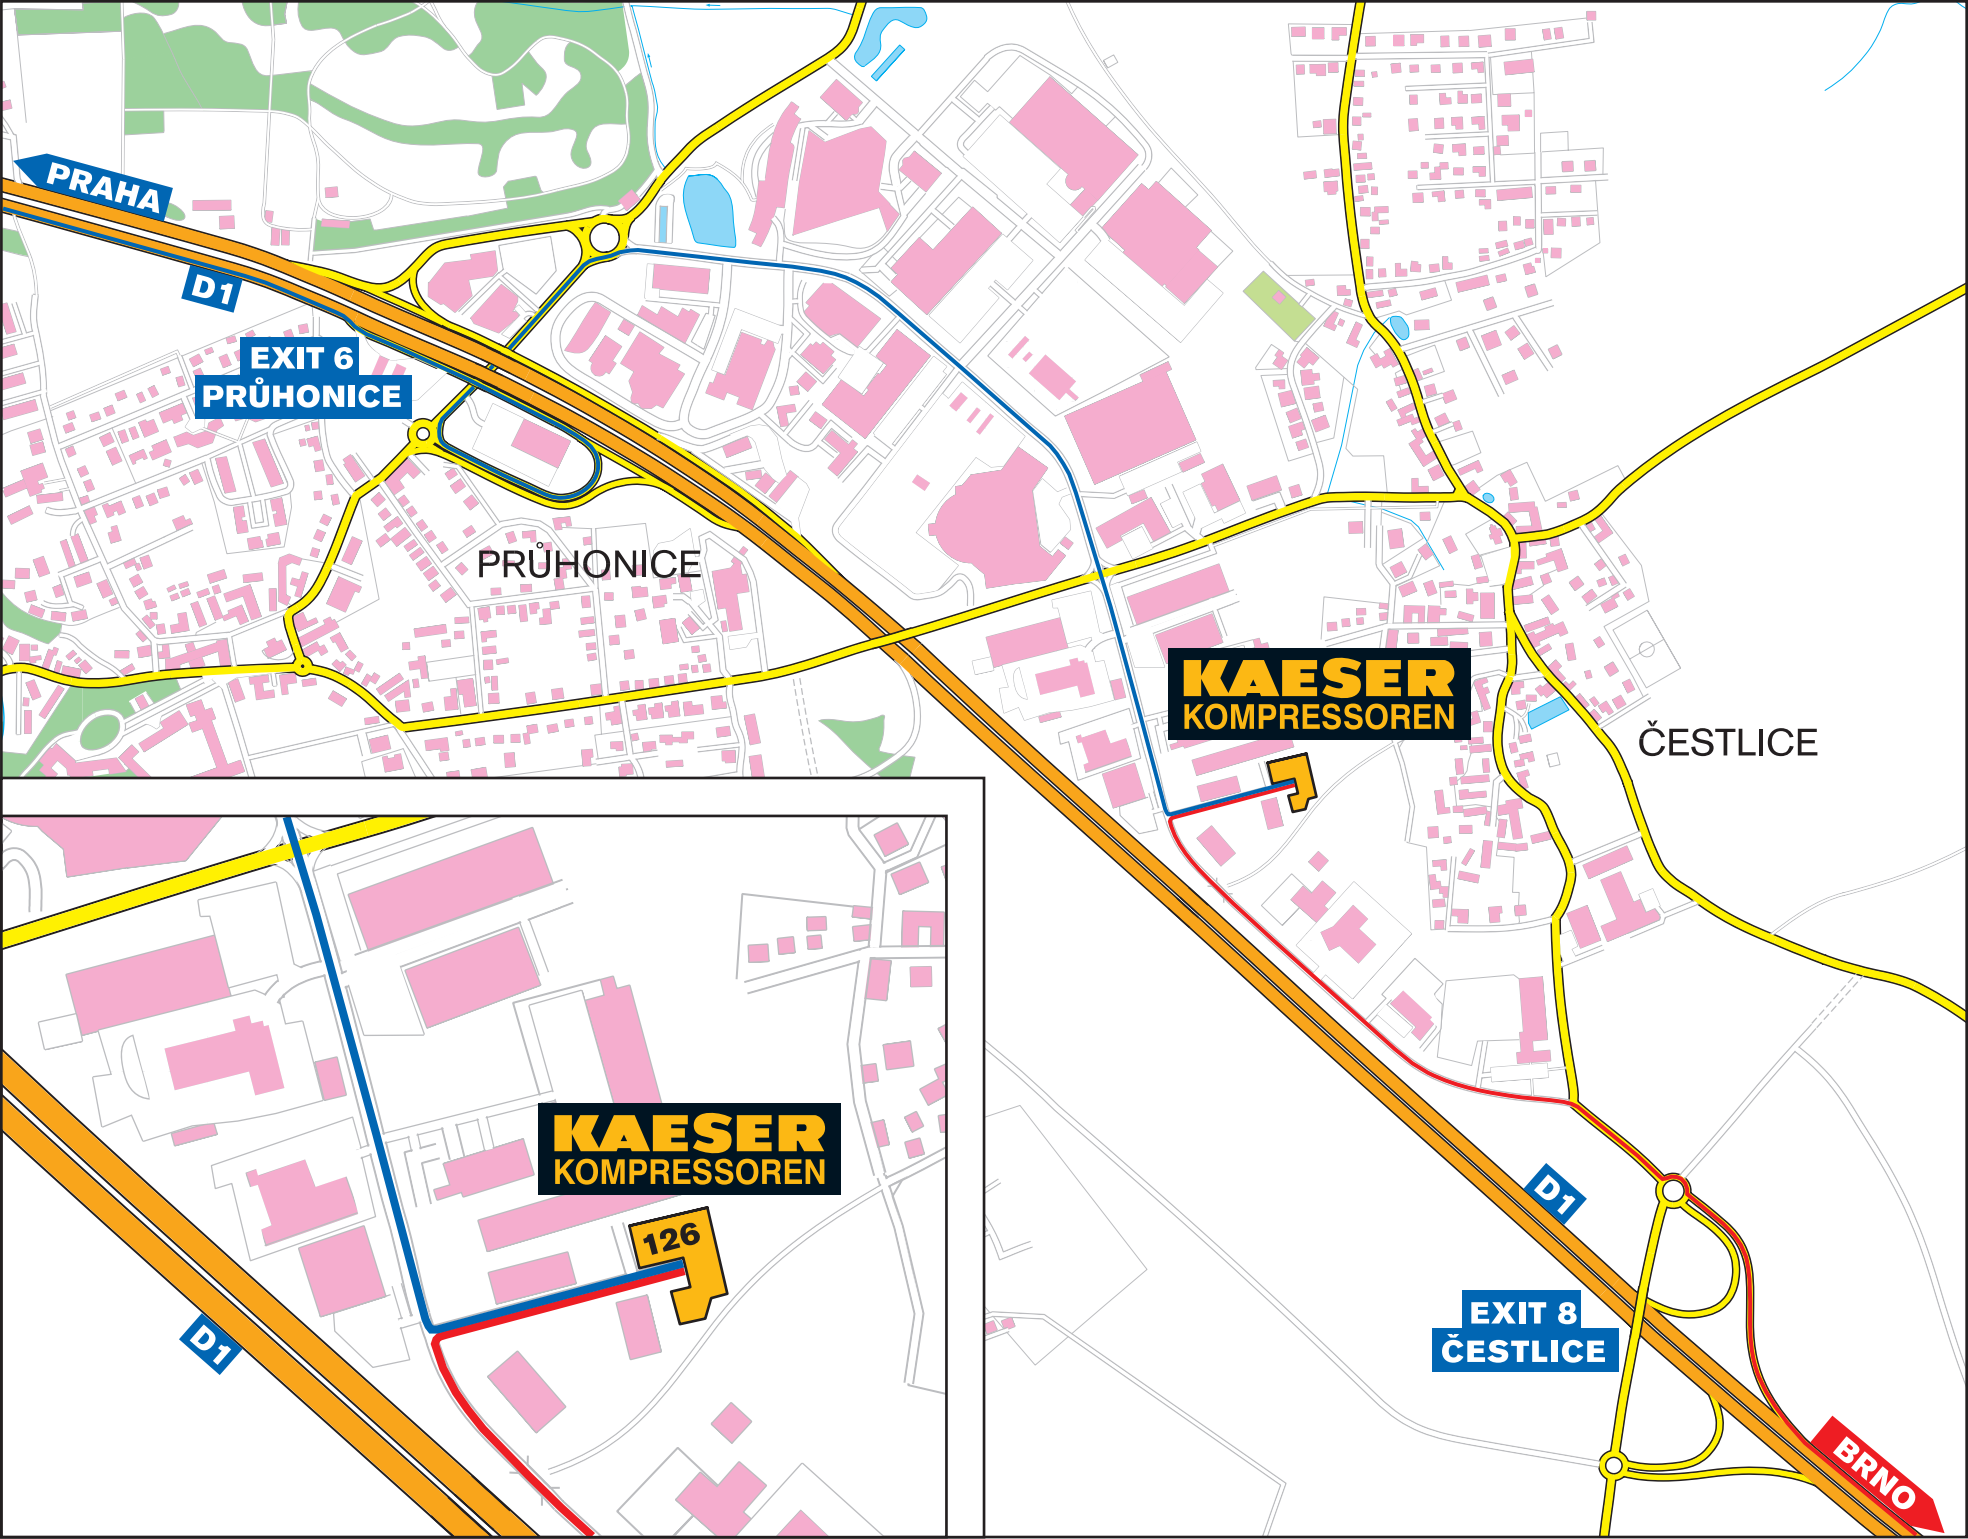 PRAHA
D1
EXIT 6
PRŮHONICE
PRŮHONICE
KAESER
KOMPRESSOREN
ČESTLICE
KAESER
KOMPRESSOREN
126
D1
D1
EXIT 8
ČESTLICE
BRNO